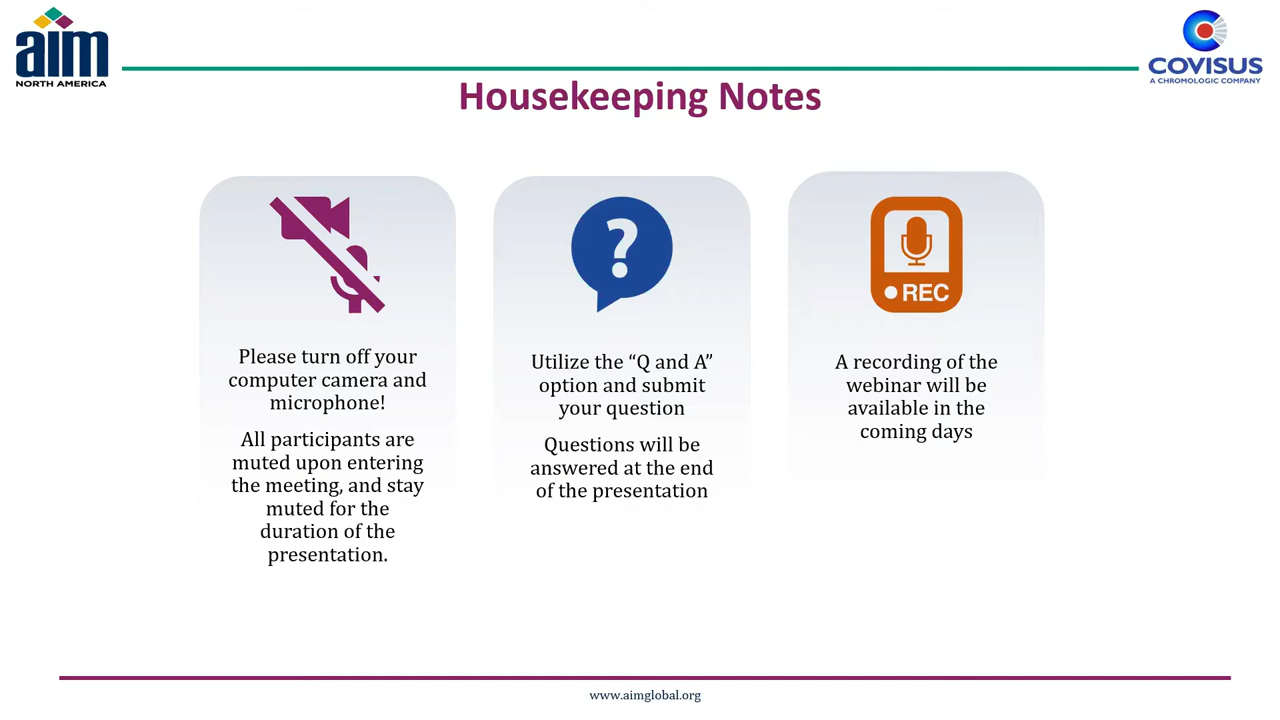 aim
NORTH AMERICA
COVISUS
A CHROMOLOGIC COMPANY
Housekeeping Notes
Please turn off your
computer camera and
microphone!
All participants are
muted upon entering
the meeting, and stay
muted for the
duration of the
presentation.
?
Utilize the “Q and A”
option and submit
your question
Questions will be
answered at the end
of the presentation
REC
A recording of the
webinar will be
available in the
coming days
www.aimglobal.org